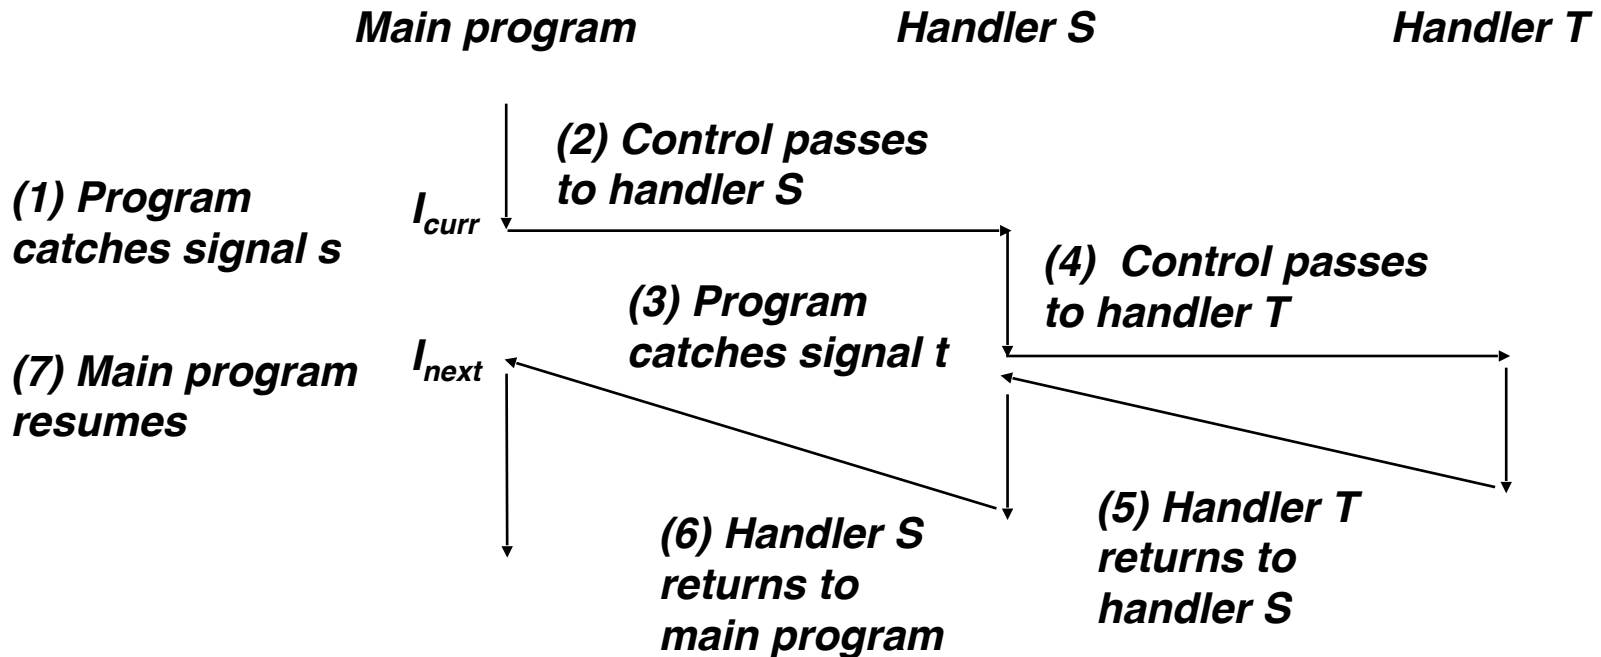 Main program
Handler S
Handler T
(1) Program
catches signal s
I_curr
(2) Control passes
to handler S
(3) Program
catches signal t
(4) Control passes
to handler T
(7) Main program
resumes
I_next
(6) Handler S
returns to
main program
(5) Handler T
returns to
handler S